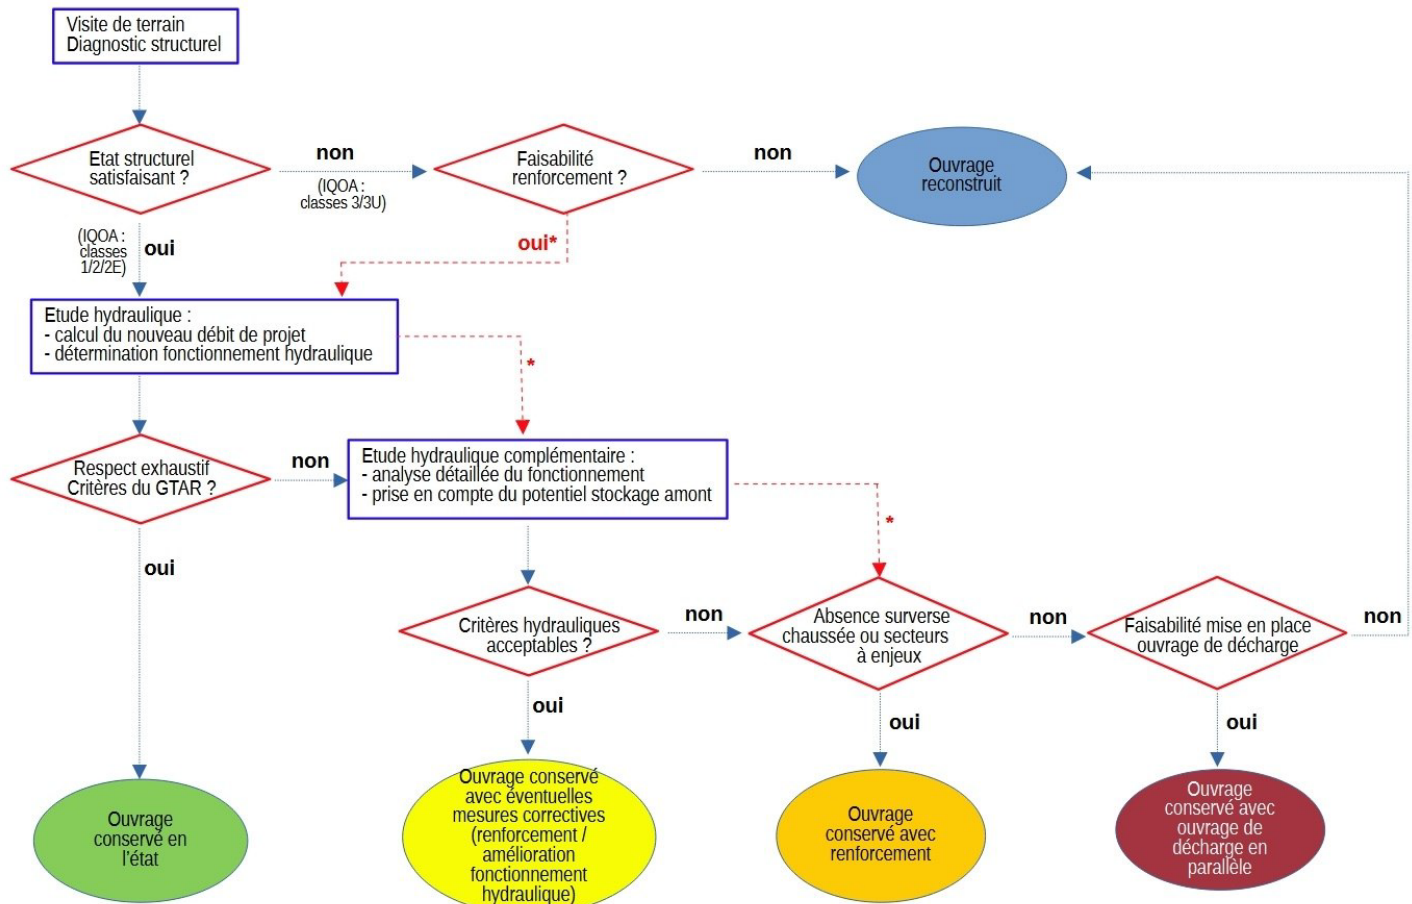 Visite de terrain
Diagnostic structurel
Etat structurel
satisfaisant ?
non
(IQOA :
classes 3/3U)
Faisabilité
renforcement ?
non
Ouvrage
reconstruit
(IQOA :
classes
1/2/2E)
oui
oui*
Etude hydraulique :
- calcul du nouveau débit de projet
- détermination fonctionnement hydraulique
*
Respect exhaustif
Critères du GTAR ?
non
Etude hydraulique complémentaire :
- analyse détaillée du fonctionnement
- prise en compte du potentiel stockage amont
*
oui
Critères hydrauliques
acceptables ?
non
Absence surverse
chaussée ou secteurs
à enjeux
non
Faisabilité mise en place
ouvrage de décharge
non
oui
oui
oui
Ouvrage
conservé en
l'état
Ouvrage conservé
avec éventuelles
mesures correctives
(renforcement /
amélioration
fonctionnement
hydraulique)
Ouvrage
conservé avec
renforcement
Ouvrage
conservé avec
ouvrage de
décharge en
parallèle